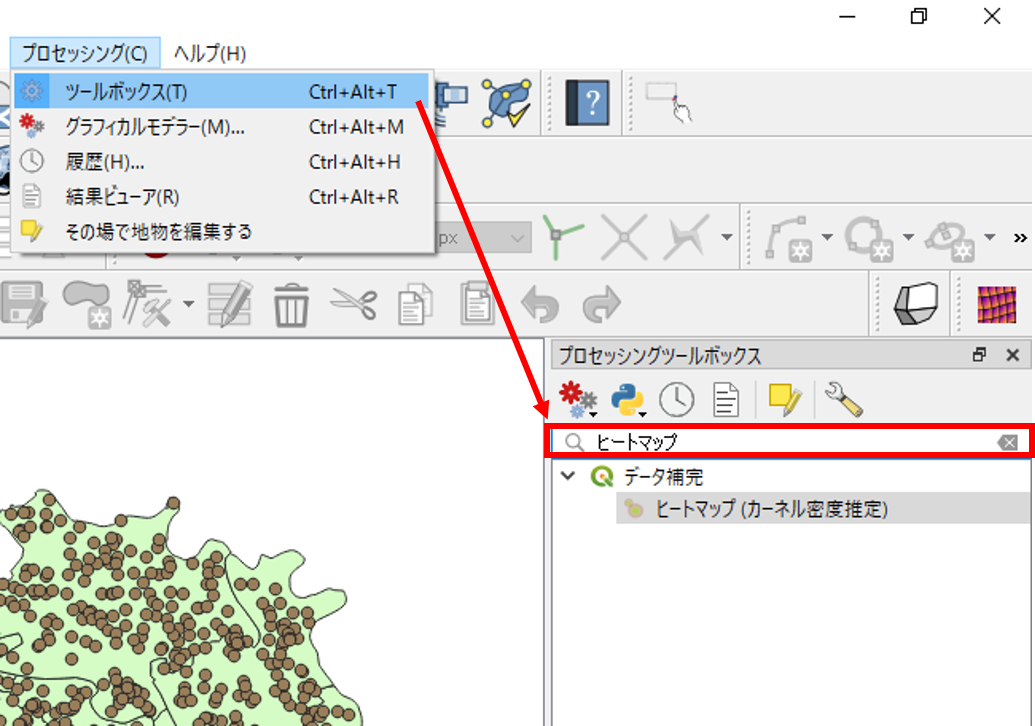 プロセッシング(C) ヘルプ(H)
ツールボックス(T) Ctrl+Alt+T
グラフィカルモデラー(M)... Ctrl+Alt+M
履歴(H)... Ctrl+Alt+H
結果ビューア(R) Ctrl+Alt+R
その場で地物を編集する
px
プロセッシングツールボックス
ヒートマップ
データ補完
ヒートマップ (カーネル密度推定)